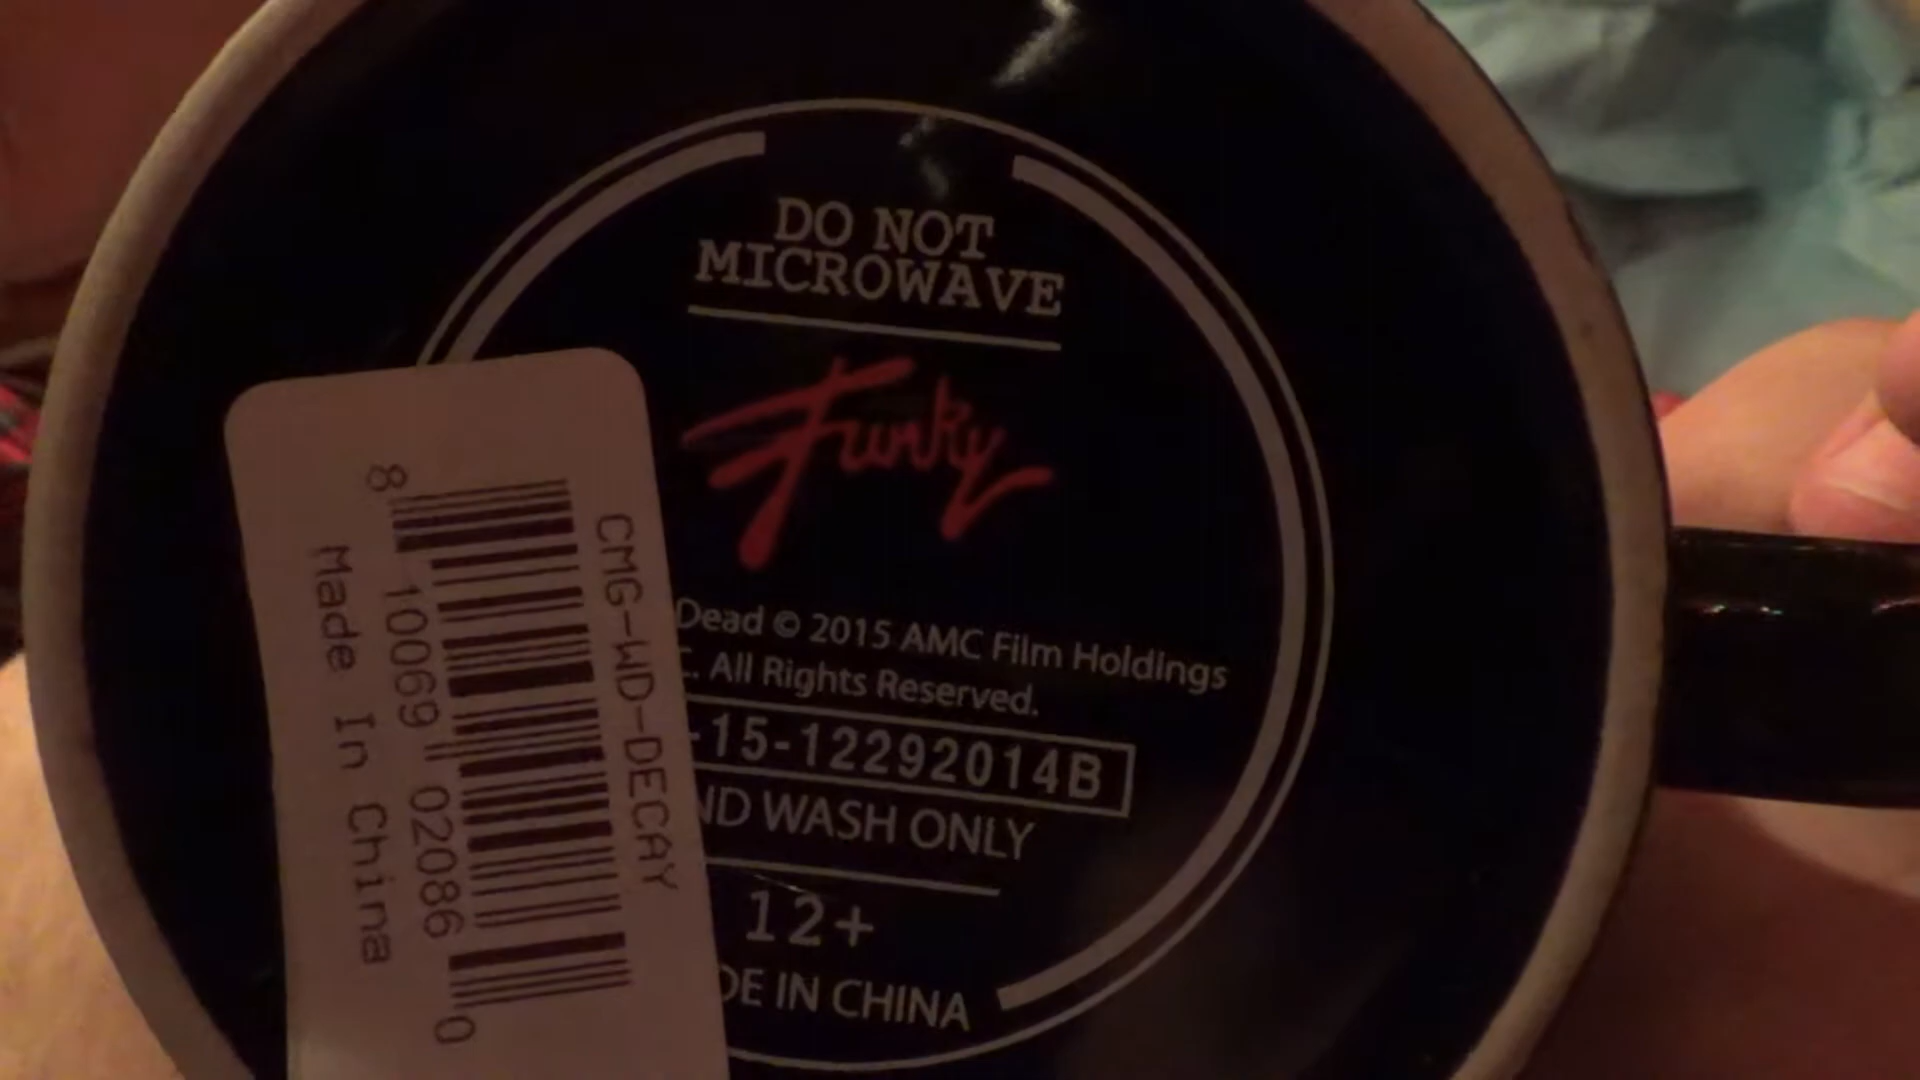 DO NOT
MICROWAVE
Funky
Dead © 2015 AMC Film Holdings
C. All Rights Reserved.
-15-12292014B
ND WASH ONLY
12+
DE IN CHINA
CMG-WD-DECAY
8 10069 02086 0
Made In China